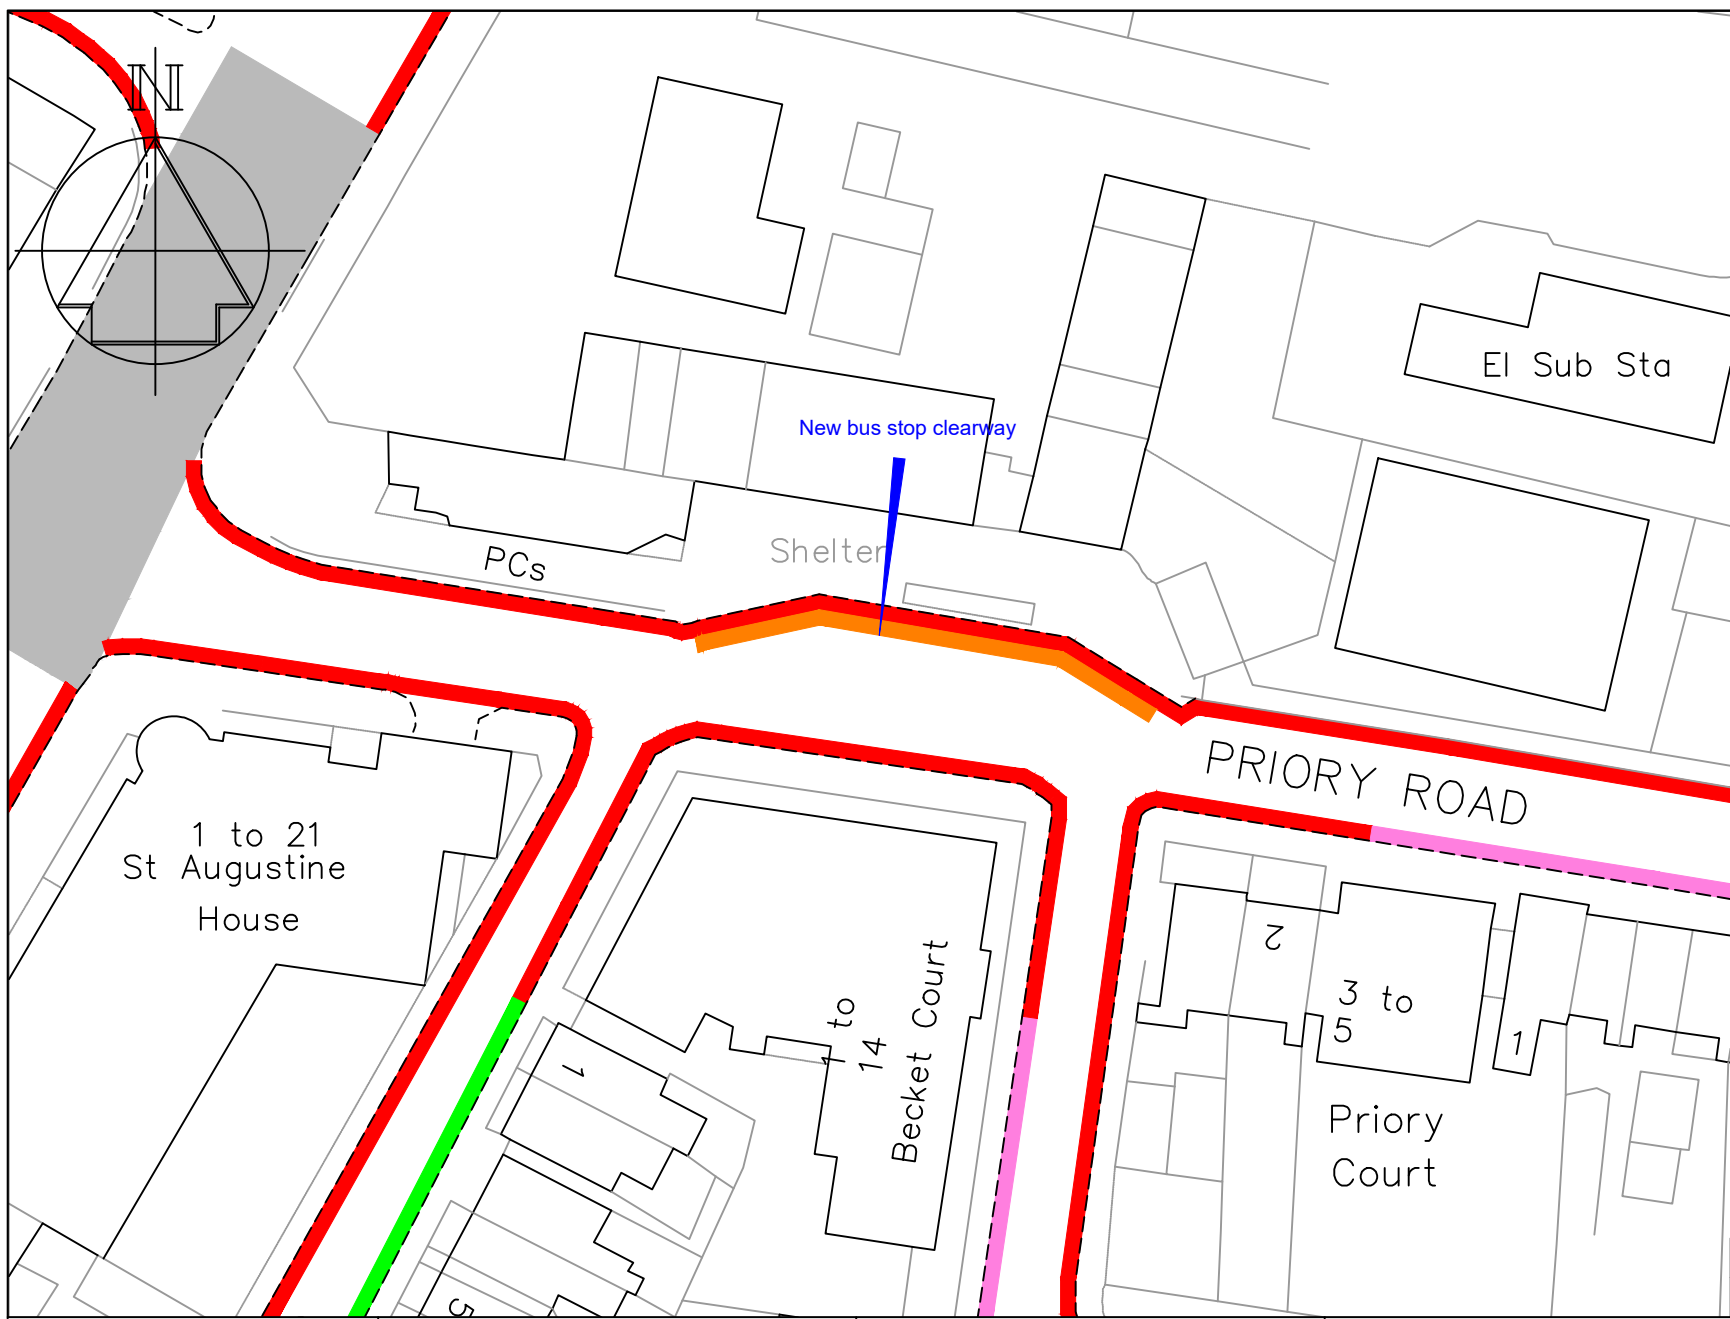 N
El Sub Sta
New bus stop clearway
Shelter
PCs
PRIORY ROAD
1 to 21
St Augustine
House
2
3 to
5
1
1 to
14
Becket Court
1
Priory
Court
5